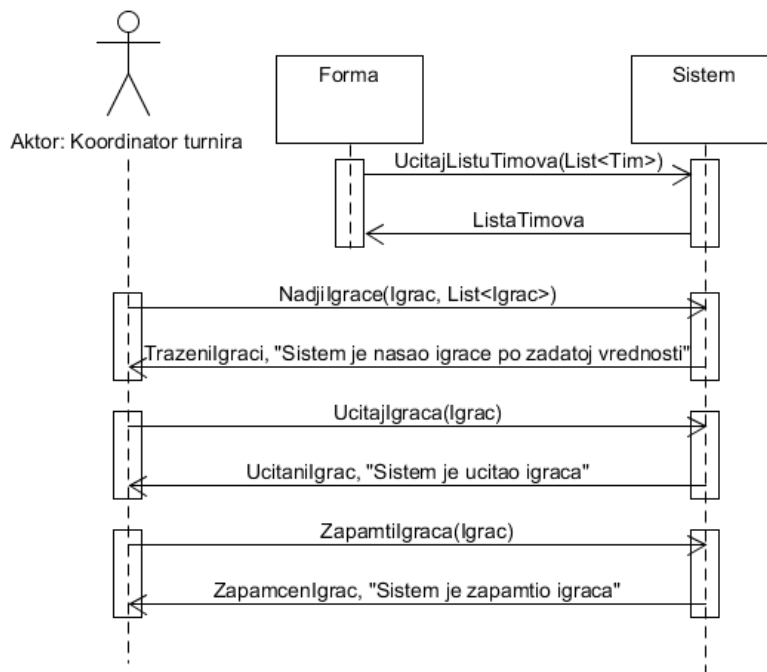 Forma
Sistem
Aktor: Koordinator turnira
UcitajListuTimova(List<Tim>)
ListaTimova
NadjiIgrace(Igrac, List<Igrac>)
TrazeniIgraci, "Sistem je nasao igrace po zadatoj vrednosti"
UcitajIgraca(Igrac)
UcitaniIgrac, "Sistem je ucitao igraca"
ZapamtiIgraca(Igrac)
ZapamcenIgrac, "Sistem je zapamtio igraca"